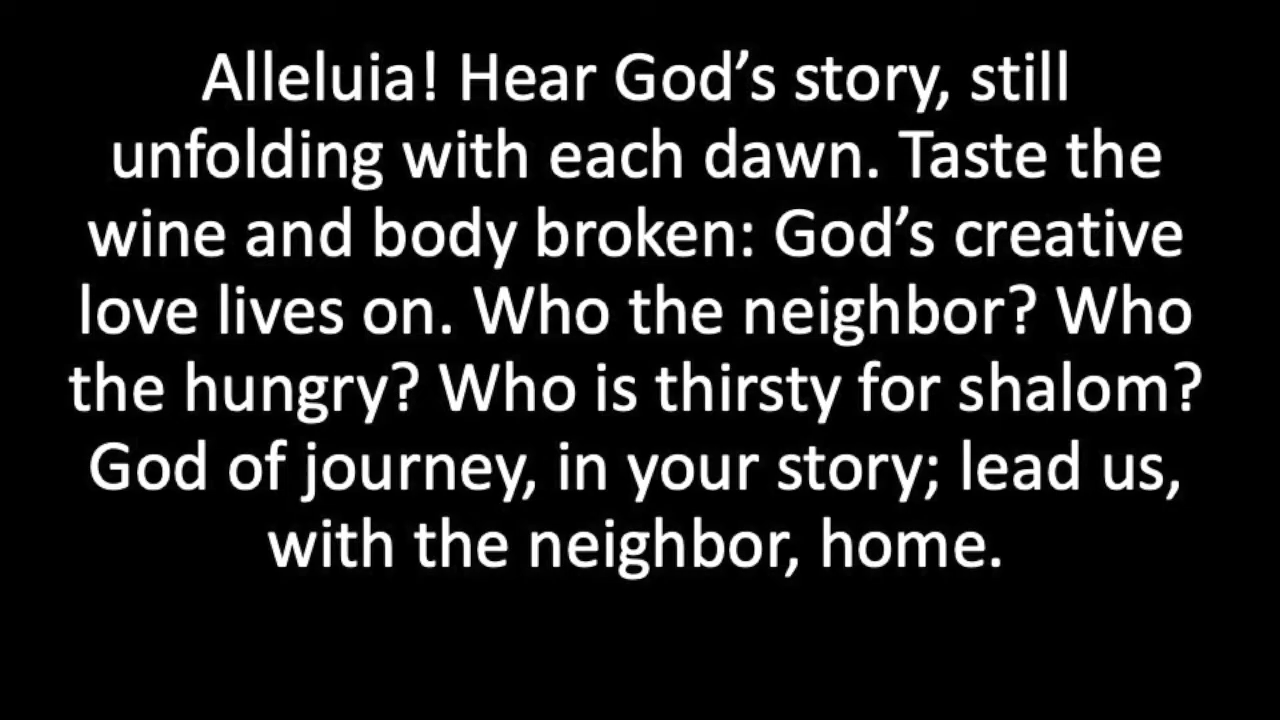 Alleluia! Hear God’s story, still
unfolding with each dawn. Taste the
wine and body broken: God’s creative
love lives on. Who the neighbor? Who
the hungry? Who is thirsty for shalom?
God of journey, in your story; lead us,
with the neighbor, home.